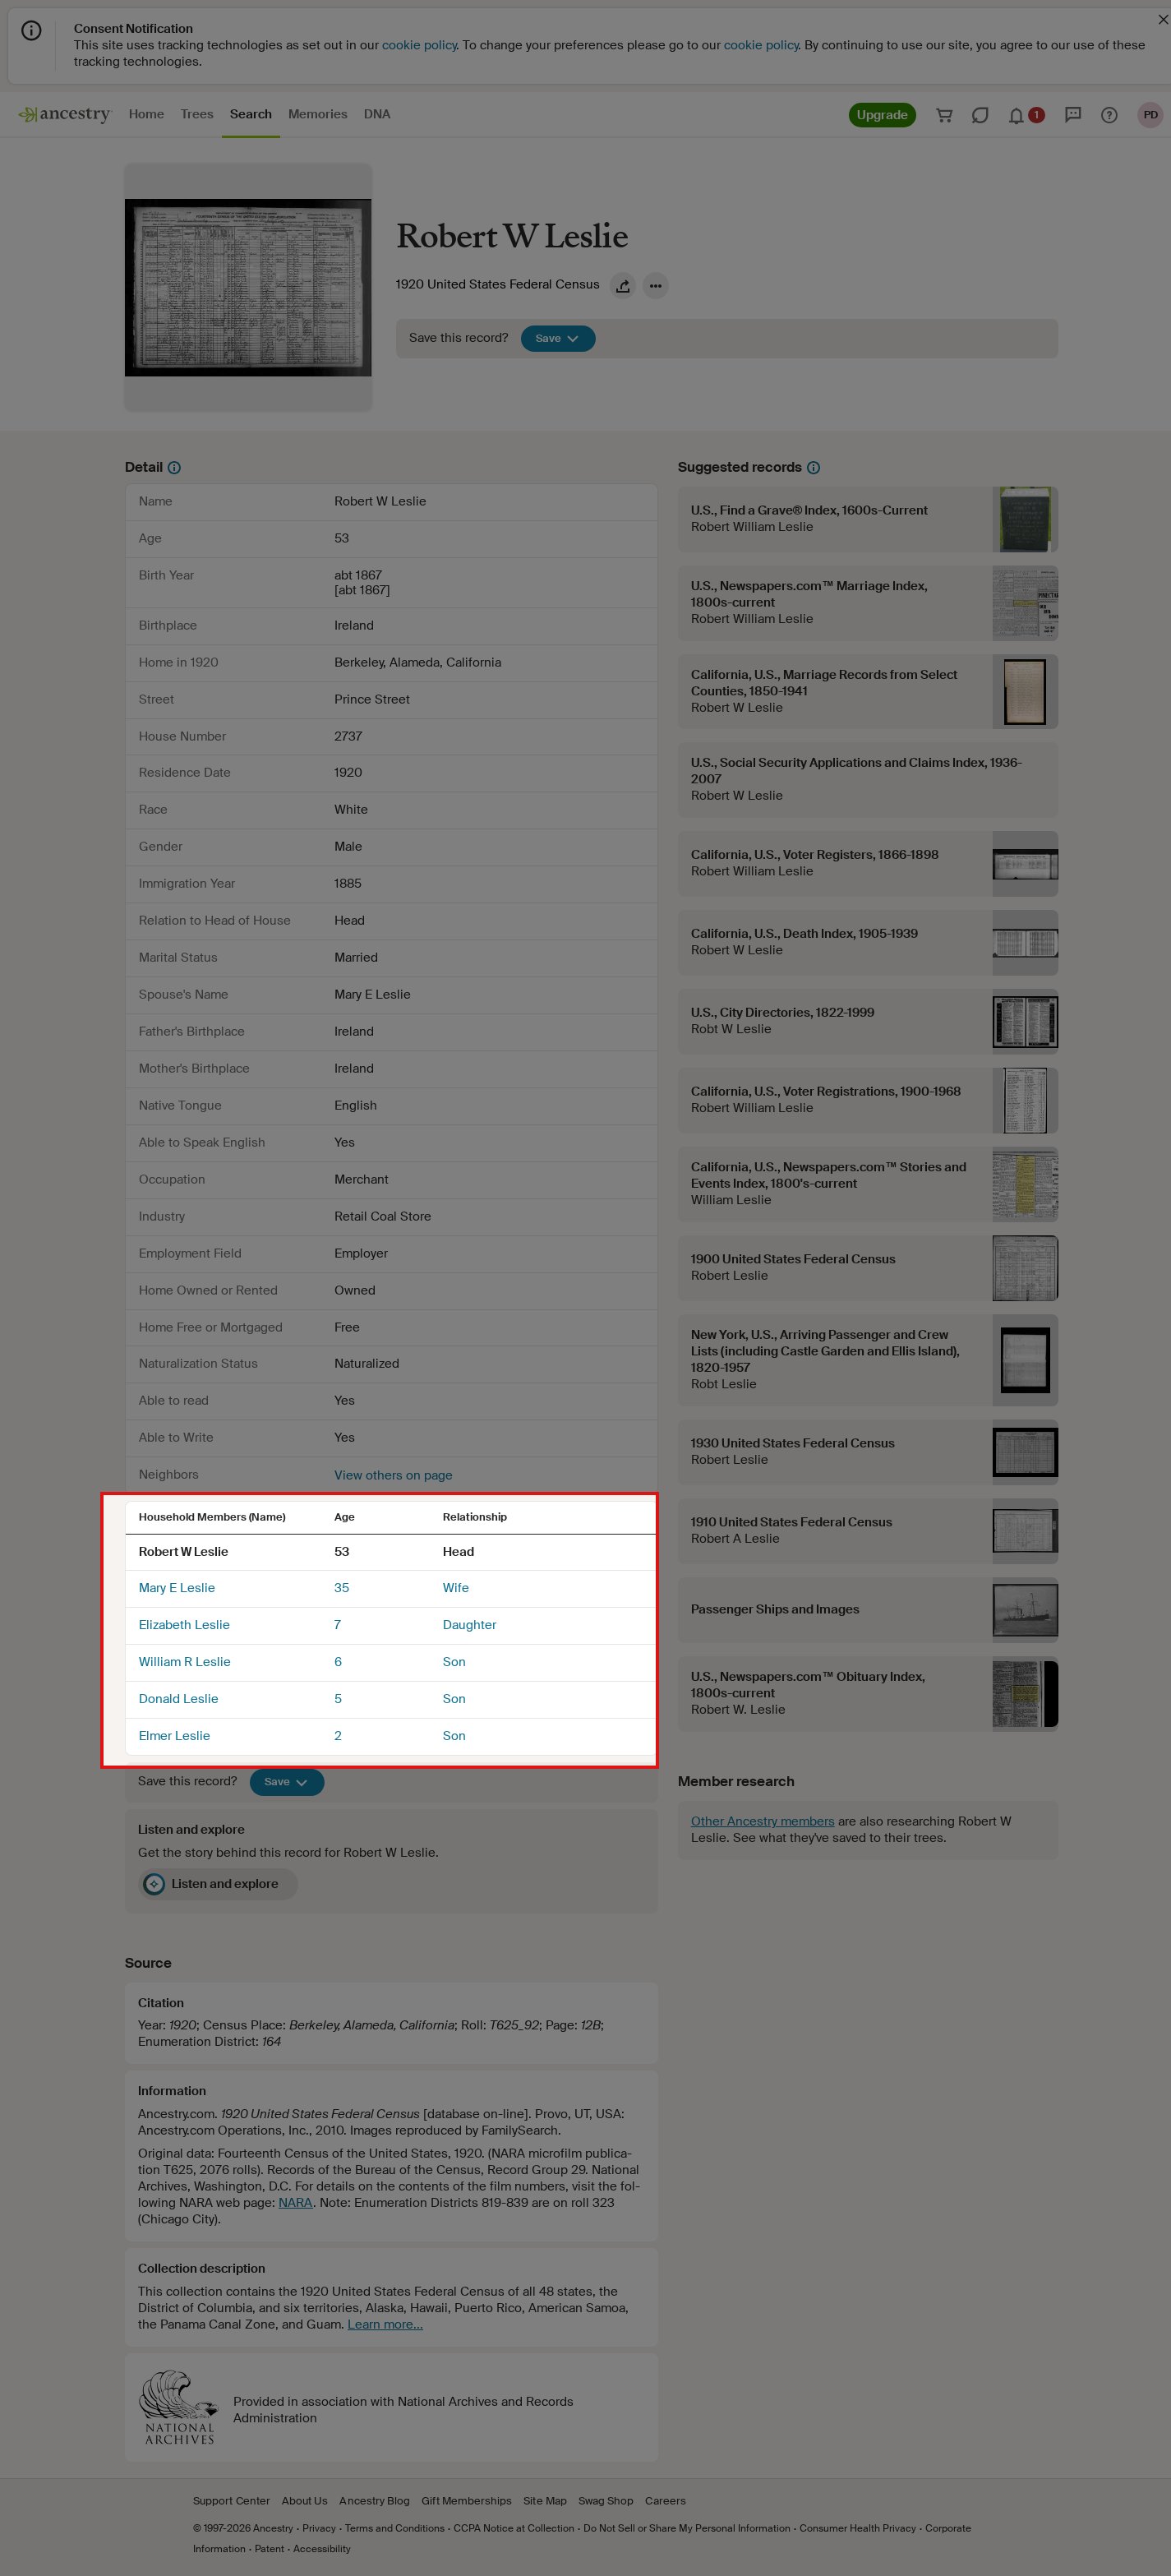 Consent Notification
This site uses tracking technologies as set out in our cookie policy. To change your preferences please go to our cookie policy. By continuing to use our site, you agree to our use of these
tracking technologies.
ancestry Home Trees Search Memories DNA Upgrade 1 PD
Robert W Leslie
1920 United States Federal Census
Save this record? Save
Detail
Name Robert W Leslie
Age 53
Birth Year abt 1867
[abt 1867]
Birthplace Ireland
Home in 1920 Berkeley, Alameda, California
Street Prince Street
House Number 2737
Residence Date 1920
Race White
Gender Male
Immigration Year 1885
Relation to Head of House Head
Marital Status Married
Spouse's Name Mary E Leslie
Father's Birthplace Ireland
Mother's Birthplace Ireland
Native Tongue English
Able to Speak English Yes
Occupation Merchant
Industry Retail Coal Store
Employment Field Employer
Home Owned or Rented Owned
Home Free or Mortgaged Free
Naturalization Status Naturalized
Able to read Yes
Able to Write Yes
Neighbors View others on page
Household Members (Name) Age Relationship
Robert W Leslie 53 Head
Mary E Leslie 35 Wife
Elizabeth Leslie 7 Daughter
William R Leslie 6 Son
Donald Leslie 5 Son
Elmer Leslie 2 Son
Save this record? Save
Listen and explore
Get the story behind this record for Robert W Leslie.
Listen and explore
Source
Citation
Year: 1920; Census Place: Berkeley, Alameda, California; Roll: T625_92; Page: 12B;
Enumeration District: 164
Information
Ancestry.com. 1920 United States Federal Census [database on-line]. Provo, UT, USA:
Ancestry.com Operations, Inc., 2010. Images reproduced by FamilySearch.
Original data: Fourteenth Census of the United States, 1920. (NARA microfilm publica-
tion T625, 2076 rolls). Records of the Bureau of the Census, Record Group 29. National
Archives, Washington, D.C. For details on the contents of the film numbers, visit the fol-
lowing NARA web page: NARA. Note: Enumeration Districts 819-839 are on roll 323
(Chicago City).
Collection description
This collection contains the 1920 United States Federal Census of all 48 states, the
District of Columbia, and six territories, Alaska, Hawaii, Puerto Rico, American Samoa,
the Panama Canal Zone, and Guam. Learn more...
NATIONAL
ARCHIVES
Provided in association with National Archives and Records
Administration
Suggested records
U.S., Find a Grave® Index, 1600s-Current
Robert William Leslie
U.S., Newspapers.com™ Marriage Index,
1800s-current
Robert William Leslie
California, U.S., Marriage Records from Select
Counties, 1850-1941
Robert W Leslie
U.S., Social Security Applications and Claims Index, 1936-
2007
Robert W Leslie
California, U.S., Voter Registers, 1866-1898
Robert William Leslie
California, U.S., Death Index, 1905-1939
Robert W Leslie
U.S., City Directories, 1822-1999
Robt W Leslie
California, U.S., Voter Registrations, 1900-1968
Robert William Leslie
California, U.S., Newspapers.com™ Stories and
Events Index, 1800's-current
William Leslie
1900 United States Federal Census
Robert Leslie
New York, U.S., Arriving Passenger and Crew
Lists (including Castle Garden and Ellis Island),
1820-1957
Robt Leslie
1930 United States Federal Census
Robert Leslie
1910 United States Federal Census
Robert A Leslie
Passenger Ships and Images
U.S., Newspapers.com™ Obituary Index,
1800s-current
Robert W. Leslie
Member research
Other Ancestry members are also researching Robert W
Leslie. See what they've saved to their trees.
Support Center About Us Ancestry Blog Gift Memberships Site Map Swag Shop Careers
© 1997-2026 Ancestry • Privacy • Terms and Conditions • CCPA Notice at Collection • Do Not Sell or Share My Personal Information • Consumer Health Privacy • Corporate
Information • Patent • Accessibility